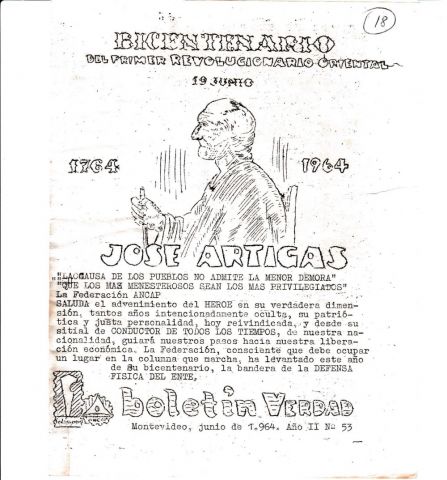 18
BICENTENARIO
DEL PRIMER REVOLUCIONARIO ORIENTAL
19 JUNIO
1764 1964
JOSE ARTIGAS
"LA CAUSA DE LOS PUEBLOS NO ADMITE LA MENOR DEMORA"
"QUE LOS MAS MENESTEROSOS SEAN LOS MAS PRIVILEGIATOS"
La Federación ANCAP
SALUDA el advenimiento del HEROE en su verdadera dimen-
sión, tantos años intencionadamente oculta, su patrió-
tica y justa personalidad, hoy reivindicada, y desde su
sitial de CONDUCTOR DE TODOS LOS TIEMPOS, de nuestra na-
cionalidad, guiará nuestros pasos hacia nuestra libera-
ción económica. La Federación, consciente que debe ocupar
un lugar en la columna que marcha, ha levantado este año
de su bicentenario, la bandera de la DEFENSA
FISICA DEL ENTE.
boletin VERDAD
Montevideo, junio de 1.964. Año II No 53